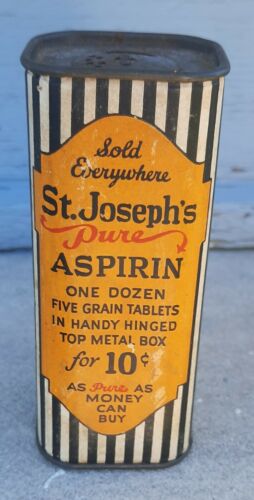 Sold
Everywhere
St. Joseph's
Pure
ASPIRIN
ONE DOZEN
FIVE GRAIN TABLETS
IN HANDY HINGED
TOP METAL BOX
for 10¢
AS Pure AS
MONEY
CAN
BUY